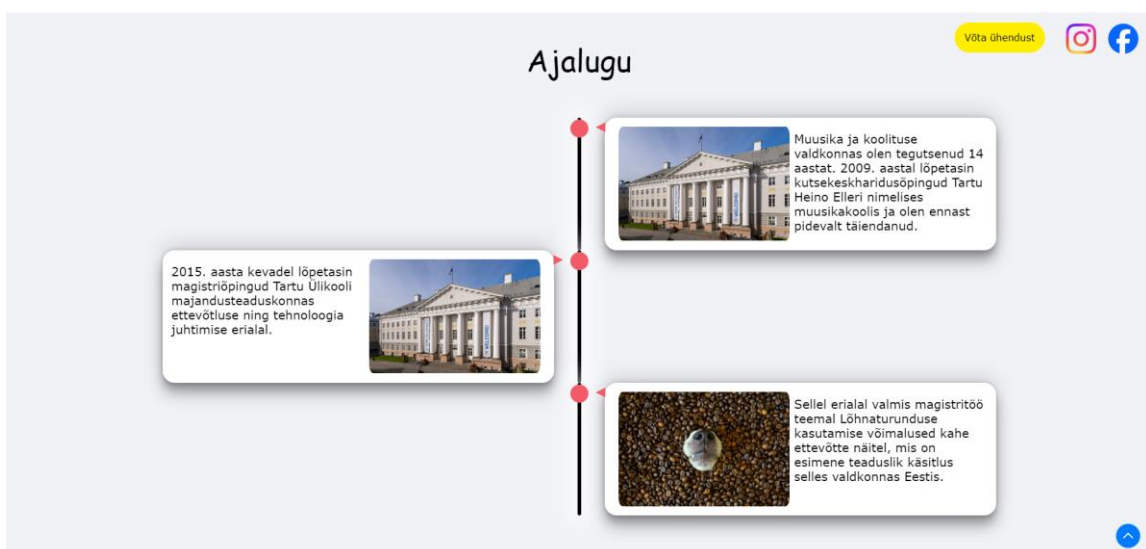 Võta ühendust
Ajalugu
Muusika ja koolituse
valdkonnas olen tegutsenud 14
aastat. 2009. aastal lõpetasin
kutsekeskharidusõpingud Tartu
Heino Elleri nimelises
muusikakoolis ja olen ennast
pidevalt täiendanud.
2015. aasta kevadel lõpetasin
magistriõpingud Tartu Ülikooli
majandusteaduskonnas
ettevõtluse ning tehnoloogia
juhtimise erialal.
Sellel erialal valmis magistritöö
teemal Lõhnaturunduse
kasutamise võimalused kahe
ettevõtte näitel, mis on
esimene teaduslik käsitlus
selles valdkonnas Eestis.